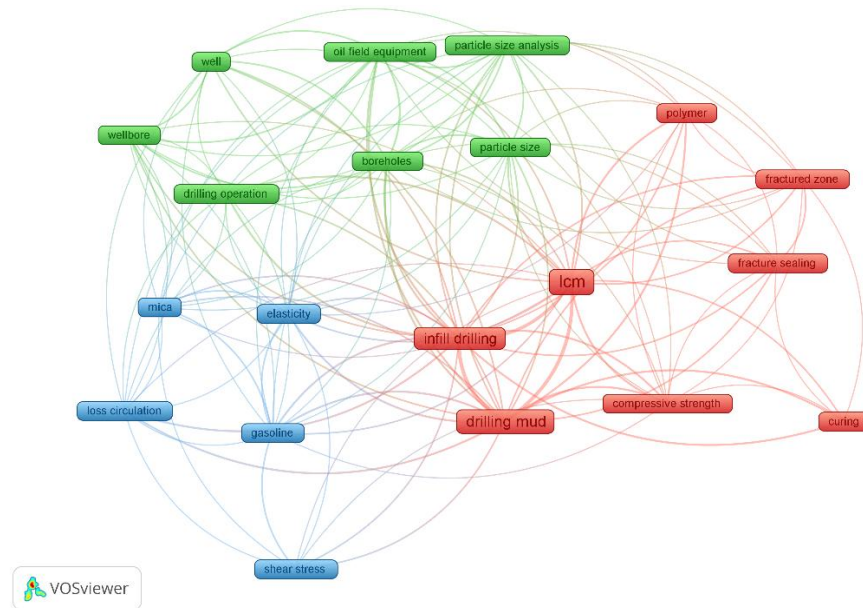 oil field equipment
particle size analysis
well
polymer
wellbore
particle size
boreholes
fractured zone
drilling operation
fracture sealing
lcm
mica
elasticity
infill drilling
compressive strength
loss circulation
drilling mud
curing
gasoline
shear stress
VOSviewer